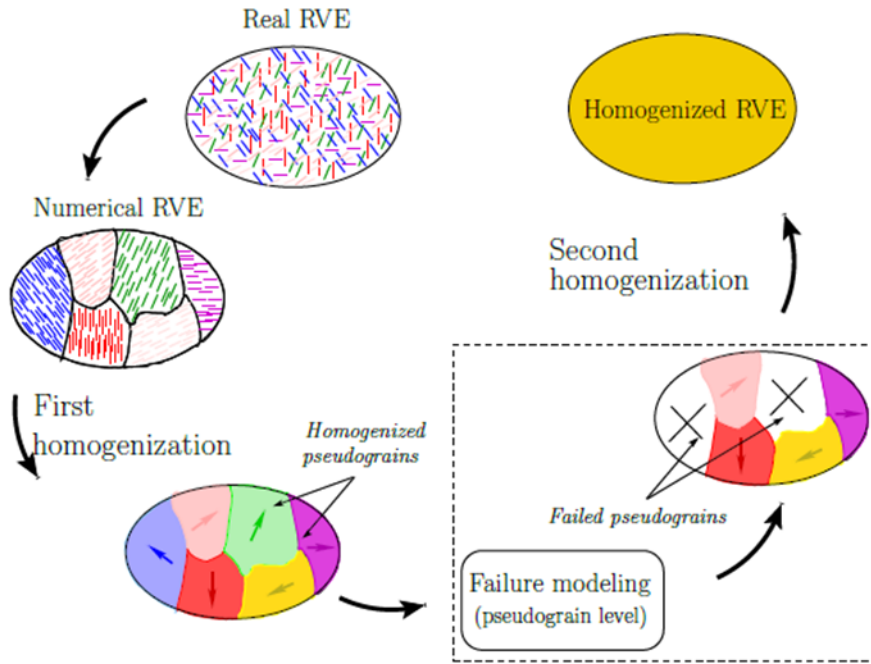 Real RVE
Homogenized RVE
Numerical RVE
Second
homogenization
First
homogenization
Homogenized
pseudograins
Failed pseudograins
Failure modeling
(pseudograin level)